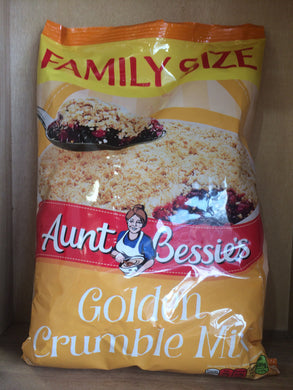 FAMILY SIZE
Aunt Bessie's
Golden
Crumble Mix